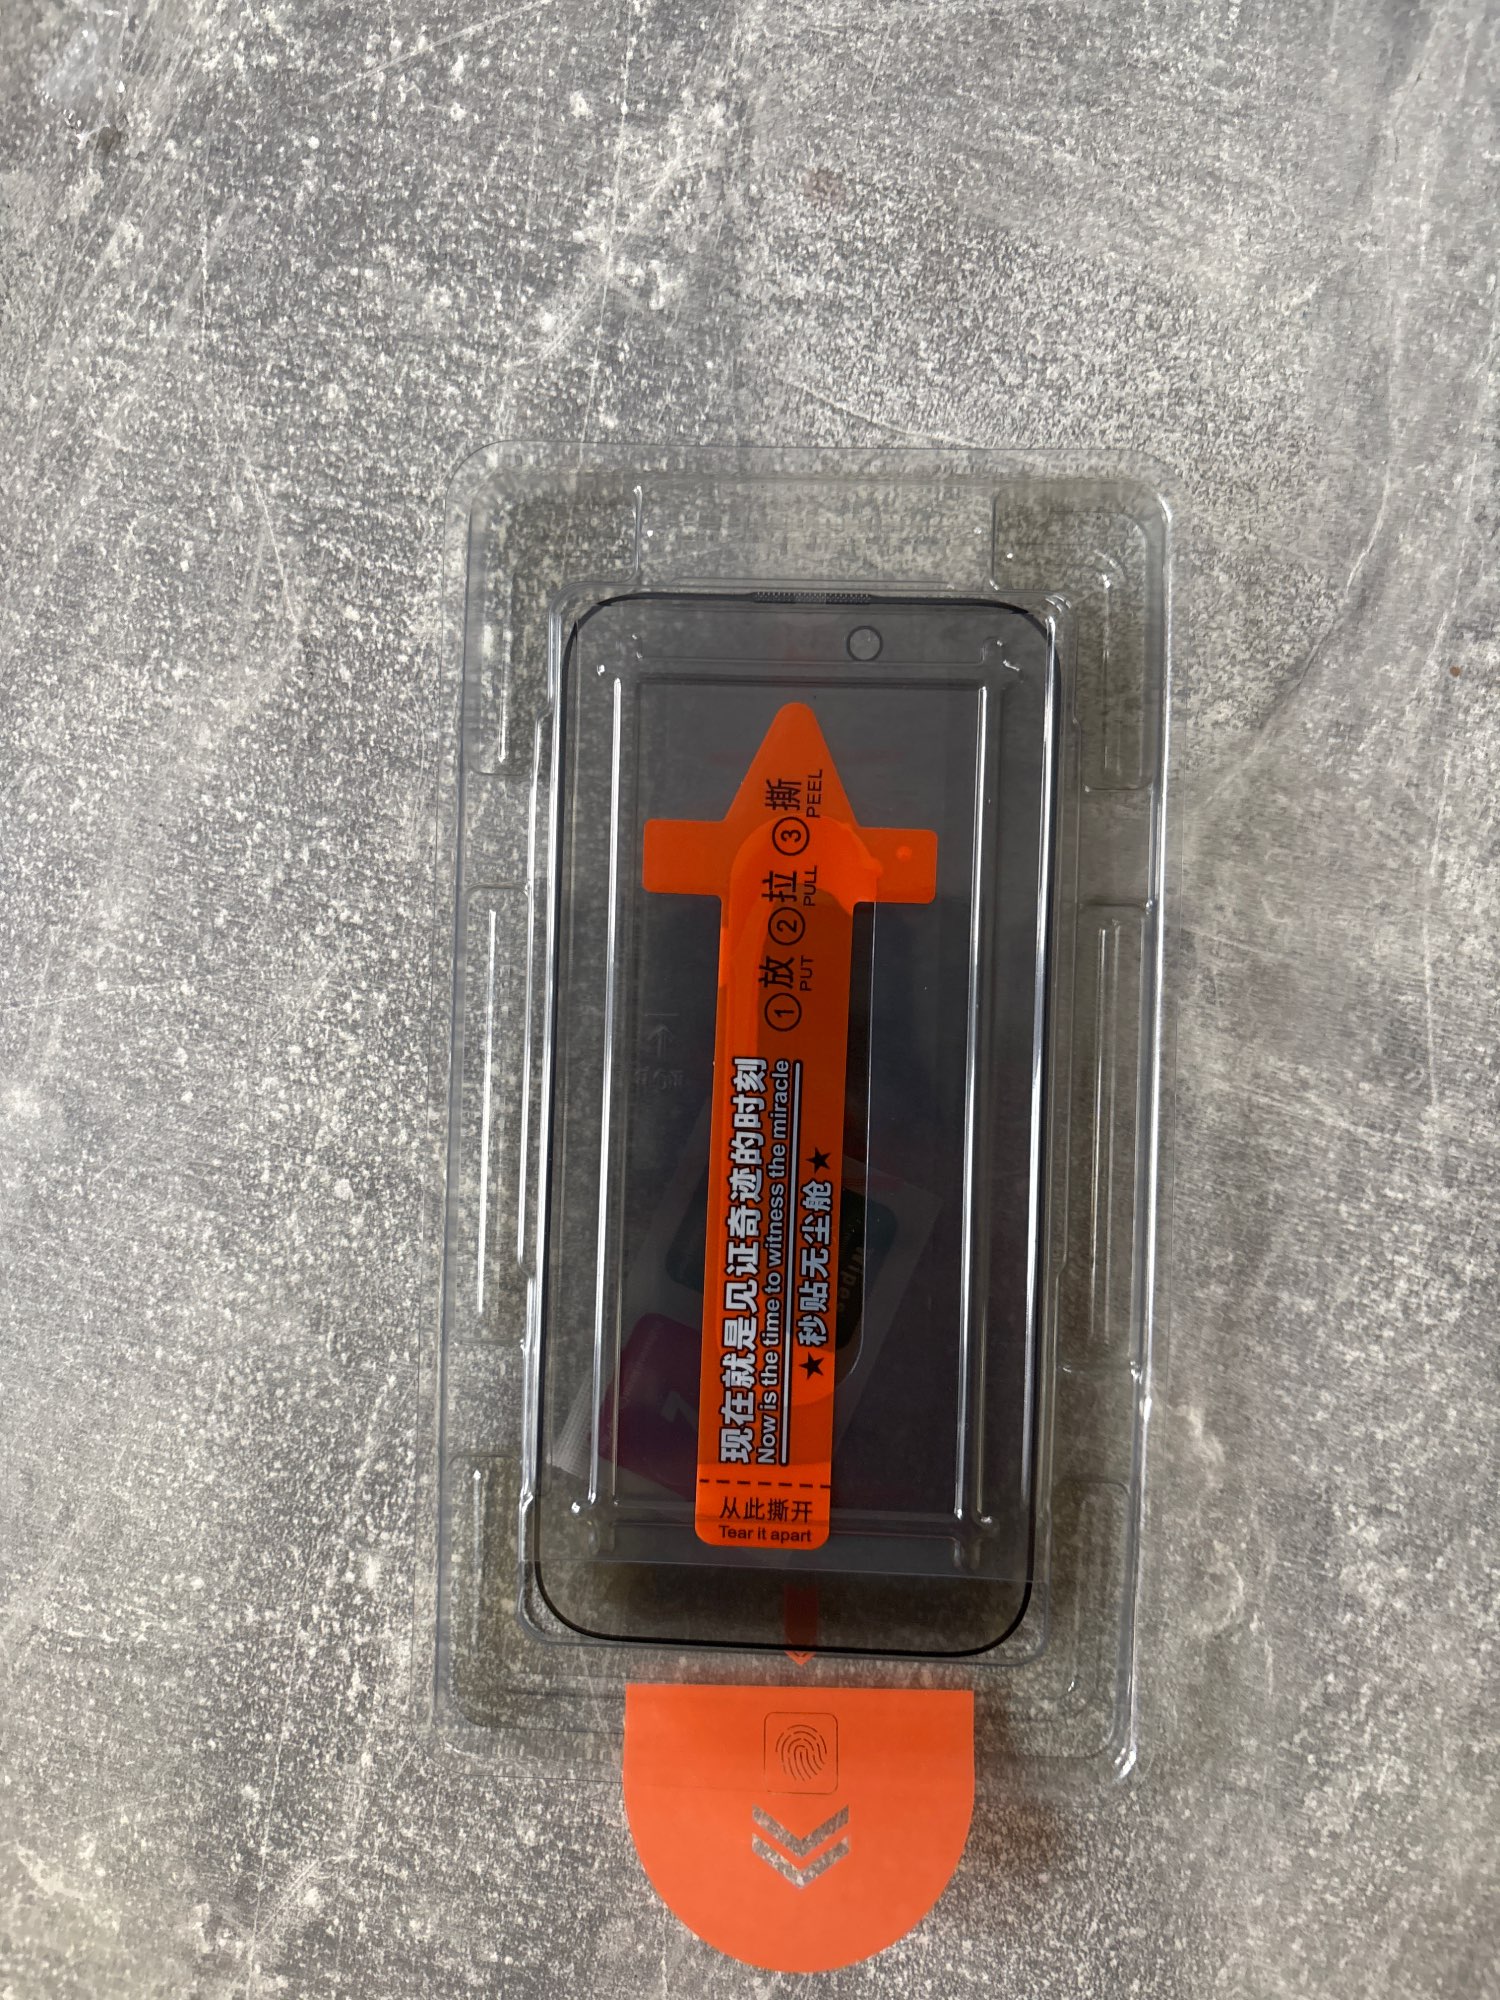 现在就是见证奇迹的时刻
Now is the time to witness the miracle
★秒贴无尘舱★
①放 ②拉 ③撕
PUT PULL PEEL
从此撕开
Tear it apart